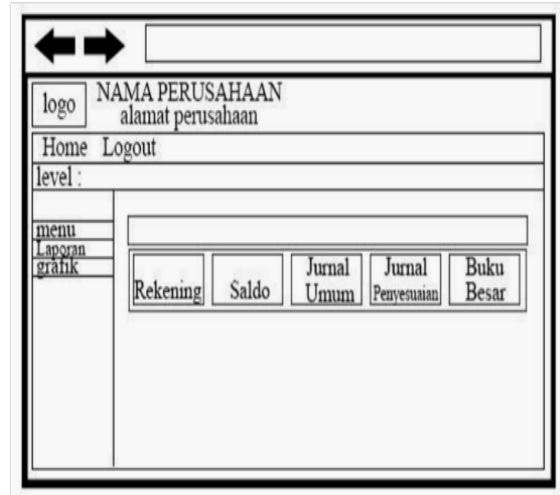 logo
NAMA PERUSAHAAN
alamat perusahaan
Home Logout
level :
menu
Laporan
grafik
Rekening
Saldo
Jurnal
Umum
Jurnal
Penyesuaian
Buku
Besar